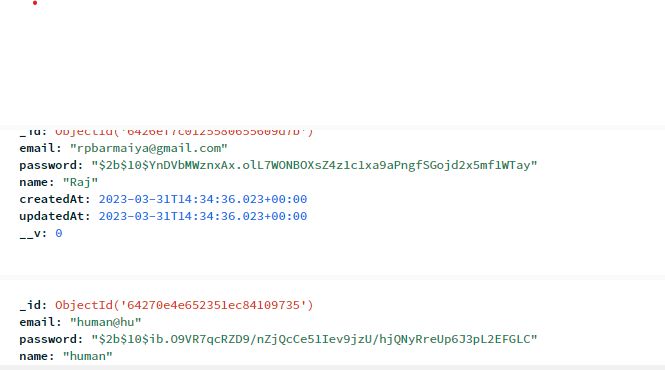 _id: ObjectId('6426ef7c0125580655609d7b')
email: "rpbarmaiya@gmail.com"
password: "$2b$10$YnDVbMWznxAx.olL7WONBOXsZ4z1c1xa9aPngfSGojd2x5mf1WTay"
name: "Raj"
createdAt: 2023-03-31T14:34:36.023+00:00
updatedAt: 2023-03-31T14:34:36.023+00:00
__v: 0
_id: ObjectId('64270e4e652351ec84109735')
email: "human@hu"
password: "$2b$10$ib.O9VR7qcRZD9/nZjQcCe51Iev9jzU/hjQNyRreUp6J3pL2EFGLC"
name: "human"